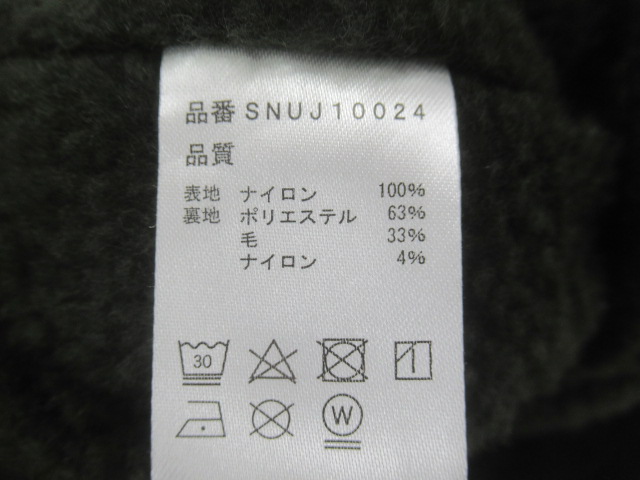 品番 SNUJ10024
品質
表地 ナイロン 100%
裏地 ポリエステル 63%
毛 33%
ナイロン 4%
30
W